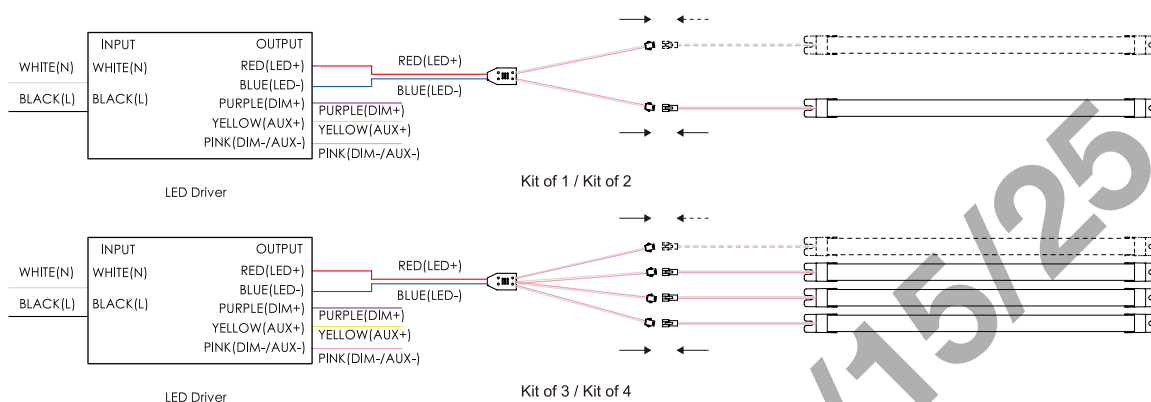 INPUT OUTPUT
WHITE(N) WHITE(N) RED(LED+) RED(LED+)
BLUE(LED-) BLUE(LED-)
BLACK(L) BLACK(L) PURPLE(DIM+) PURPLE(DIM+)
YELLOW(AUX+) YELLOW(AUX+)
PINK(DIM-/AUX-) PINK(DIM-/AUX-)
LED Driver
Kit of 1 / Kit of 2
INPUT OUTPUT
WHITE(N) WHITE(N) RED(LED+) RED(LED+)
BLUE(LED-) BLUE(LED-)
BLACK(L) BLACK(L) PURPLE(DIM+) PURPLE(DIM+)
YELLOW(AUX+) YELLOW(AUX+)
PINK(DIM-/AUX-) PINK(DIM-/AUX-)
LED Driver
Kit of 3 / Kit of 4
/15/25